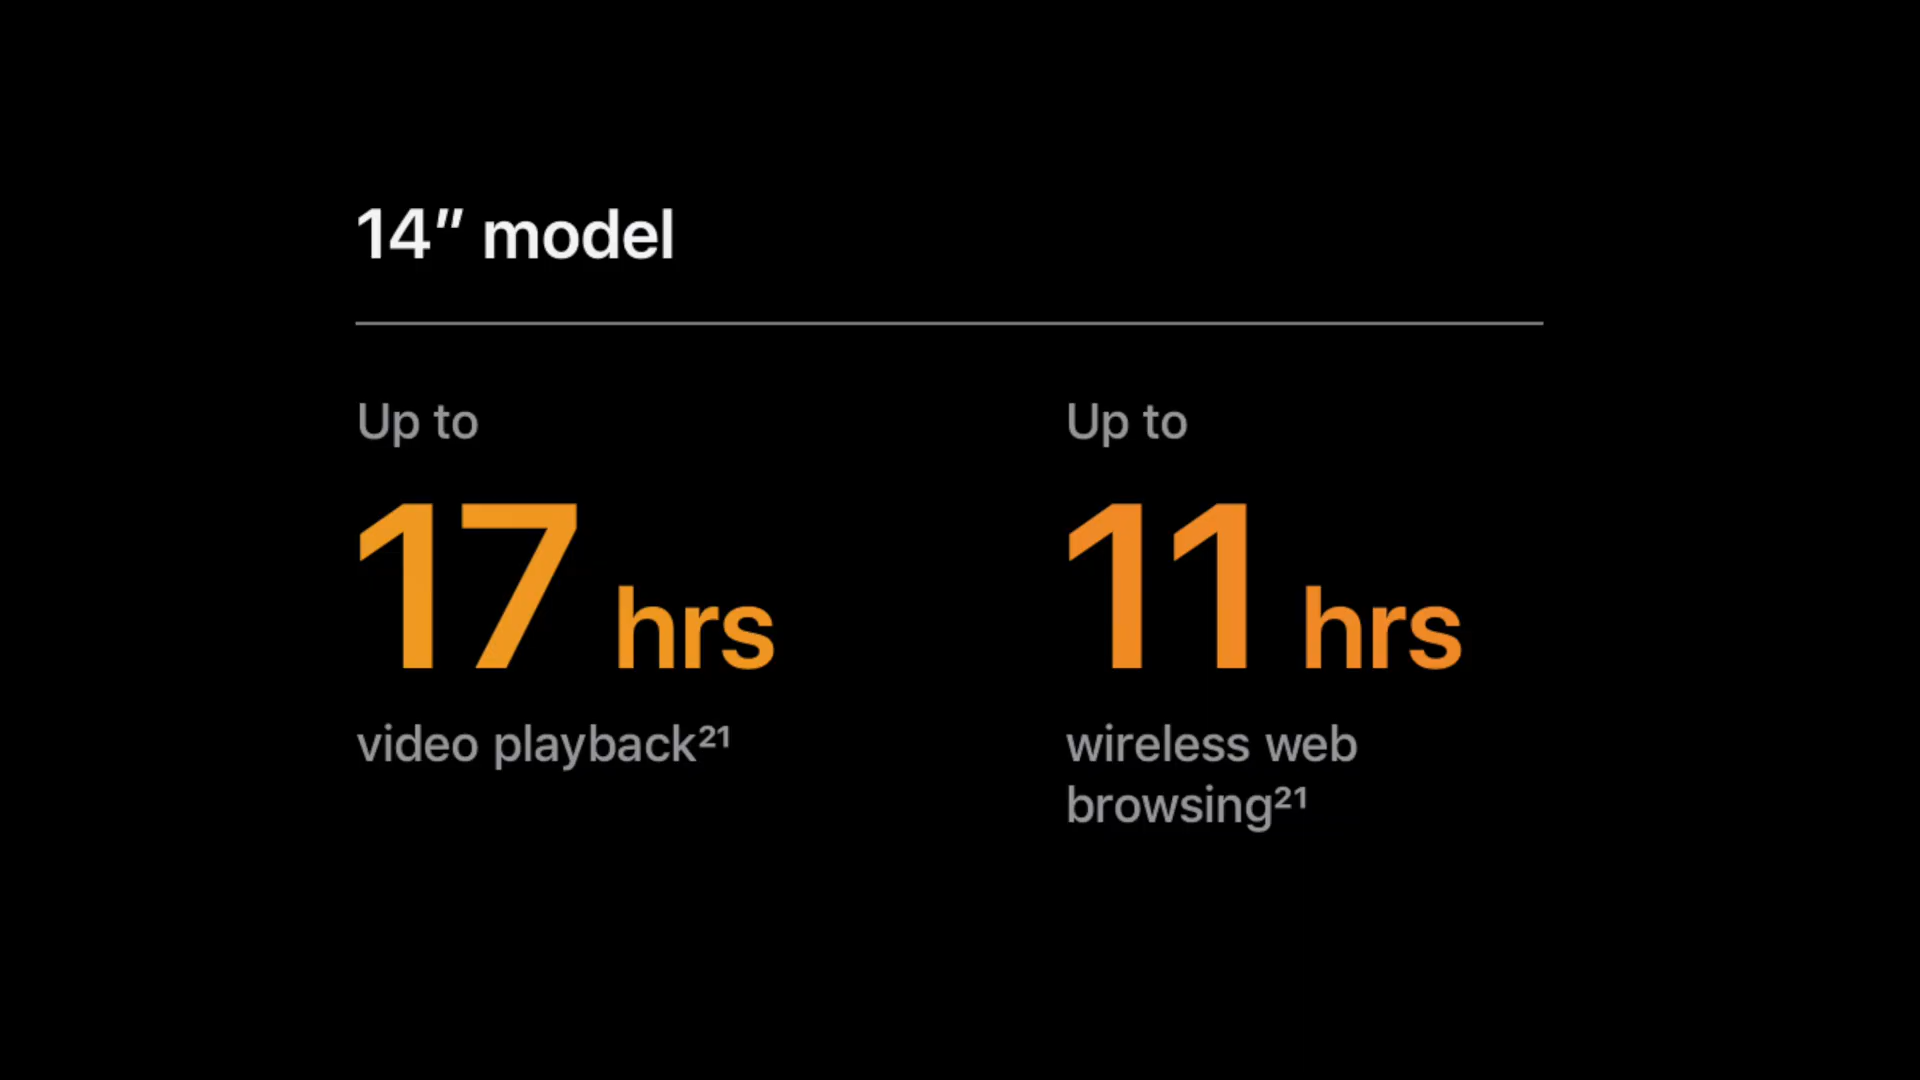 14″ model
Up to
17 hrs
video playback²¹
Up to
11 hrs
wireless web
browsing²¹